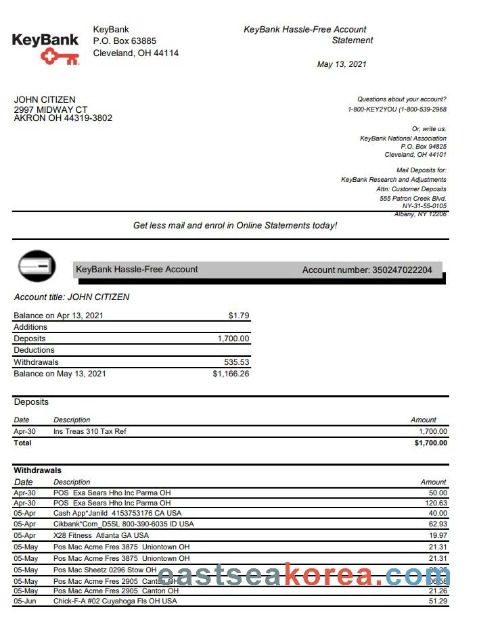 KeyBank
KeyBank
P.O. Box 63885
Cleveland, OH 44114
KeyBank Hassle-Free Account
Statement
May 13, 2021
JOHN CITIZEN
2997 MIDWAY CT
AKRON OH 44319-3802
Questions about your account?
1-800-KEY2YOU (1-800-539-2968
Or, write us:
KeyBank National Association
P.O. Box 94825
Cleveland, OH 44101
Mail Deposits for:
KeyBank Research and Adjustments
Attn: Customer Deposits
555 Patron Creek Blvd.
NY-31-55-0105
Albany, NY 12206
Get less mail and enrol in Online Statements today!
KeyBank Hassle-Free Account Account number: 350247022204
Account title: JOHN CITIZEN
Balance on Apr 13, 2021 $1.79
Additions
Deposits 1,700.00
Deductions
Withdrawals 535.53
Balance on May 13, 2021 $1,166.26
Deposits
Date Description Amount
Apr-30 Ins Treas 310 Tax Ref 1,700.00
Total $1,700.00
Withdrawals
Date Description Amount
Apr-30 POS Exa Sears Hho Inc Parma OH 50.00
Apr-30 POS Exa Sears Hho Inc Parma OH 120.63
05-Apr Cash App*Janild 4153753176 CA USA 40.00
05-Apr Cikbank*Com_D55L 800-390-6035 ID USA 62.93
05-Apr X28 Fitness Atlanta GA USA 19.97
05-May Pos Mac Acme Fres 3875 Uniontown OH 21.31
05-May Pos Mac Acme Fres 3875 Uniontown OH 21.31
05-May Pos Mac Sheetz 0296 Stow OH
05-May Pos Mac Acme Fres 2905 Canton OH
05-May Pos Mac Acme Fres 2905 Canton OH 21.26
05-Jun Chick-F-A #02 Cuyahoga Fls OH USA 51.29
eastseakorea.com